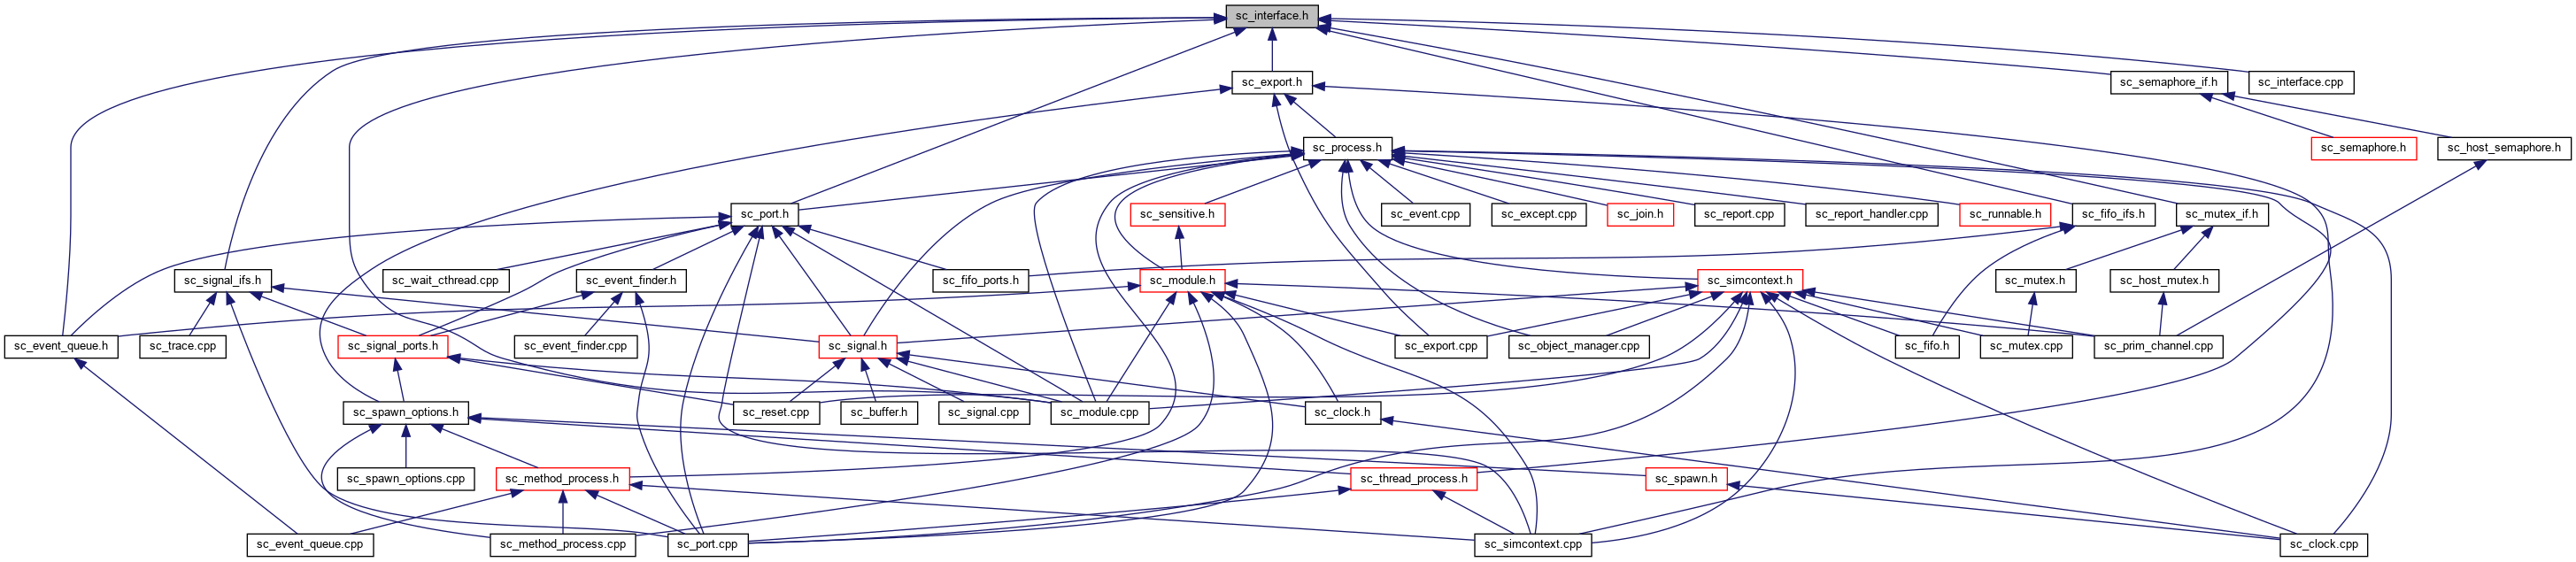 sc_interface.h
sc_export.h
sc_semaphore_if.h
sc_interface.cpp
sc_process.h
sc_semaphore.h
sc_host_semaphore.h
sc_port.h
sc_sensitive.h
sc_event.cpp
sc_except.cpp
sc_join.h
sc_report.cpp
sc_report_handler.cpp
sc_runnable.h
sc_fifo_ifs.h
sc_mutex_if.h
sc_signal_ifs.h
sc_wait_cthread.cpp
sc_event_finder.h
sc_fifo_ports.h
sc_module.h
sc_simcontext.h
sc_mutex.h
sc_host_mutex.h
sc_event_queue.h
sc_trace.cpp
sc_signal_ports.h
sc_event_finder.cpp
sc_signal.h
sc_export.cpp
sc_object_manager.cpp
sc_fifo.h
sc_mutex.cpp
sc_prim_channel.cpp
sc_spawn_options.h
sc_reset.cpp
sc_buffer.h
sc_signal.cpp
sc_module.cpp
sc_clock.h
sc_spawn_options.cpp
sc_method_process.h
sc_thread_process.h
sc_spawn.h
sc_event_queue.cpp
sc_method_process.cpp
sc_port.cpp
sc_simcontext.cpp
sc_clock.cpp